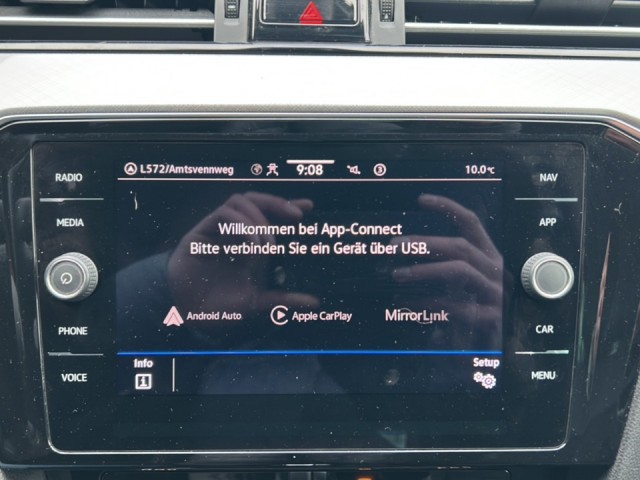 L572/Amtsvennweg 9:08 3 10.0°C
RADIO
NAV
MEDIA
APP
Willkommen bei App-Connect
Bitte verbinden Sie ein Gerät über USB.
Android Auto
Apple CarPlay
MirrorLink
PHONE
CAR
Info
Setup
VOICE
MENU